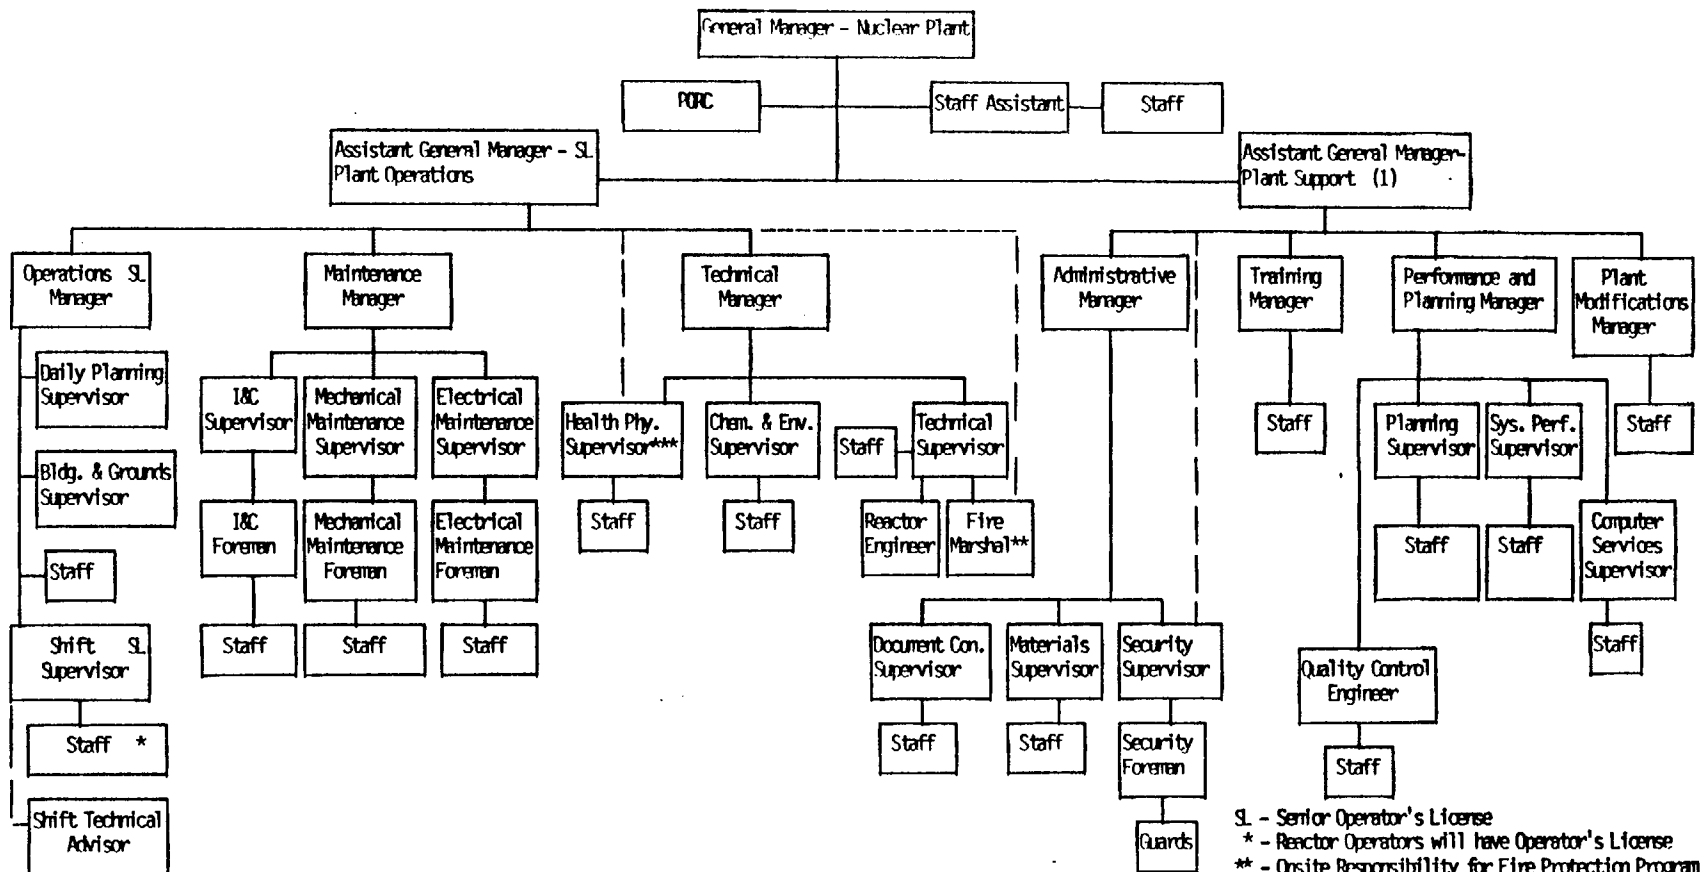 General Manager - Nuclear Plant
PORC
Staff Assistant
Staff
Assistant General Manager - SL
Plant Operations
Assistant General Manager-
Plant Support (1)
Operations SL
Manager
Maintenance
Manager
Technical
Manager
Administrative
Manager
Training
Manager
Performance and
Planning Manager
Plant
Modifications
Manager
Daily Planning
Supervisor
I&C
Supervisor
Mechanical
Maintenance
Supervisor
Electrical
Maintenance
Supervisor
Health Phy.
Supervisor***
Chem. & Env.
Supervisor
Staff
Technical
Supervisor
Staff
Planning
Supervisor
Sys. Perf.
Supervisor
Staff
Bldg. & Grounds
Supervisor
I&C
Foreman
Mechanical
Maintenance
Foreman
Electrical
Maintenance
Foreman
Staff
Staff
Reactor
Engineer
Fire
Marshal**
Staff
Staff
Computer
Services
Supervisor
Staff
Shift SL
Supervisor
Staff
Staff
Staff
Document Con.
Supervisor
Materials
Supervisor
Security
Supervisor
Staff
Quality Control
Engineer
Staff *
Staff
Staff
Security
Foreman
Staff
Shift Technical
Advisor
Guards
SL - Senior Operator's License
* - Reactor Operators will have Operator's License
** - Onsite Responsibility for Fire Protection Program